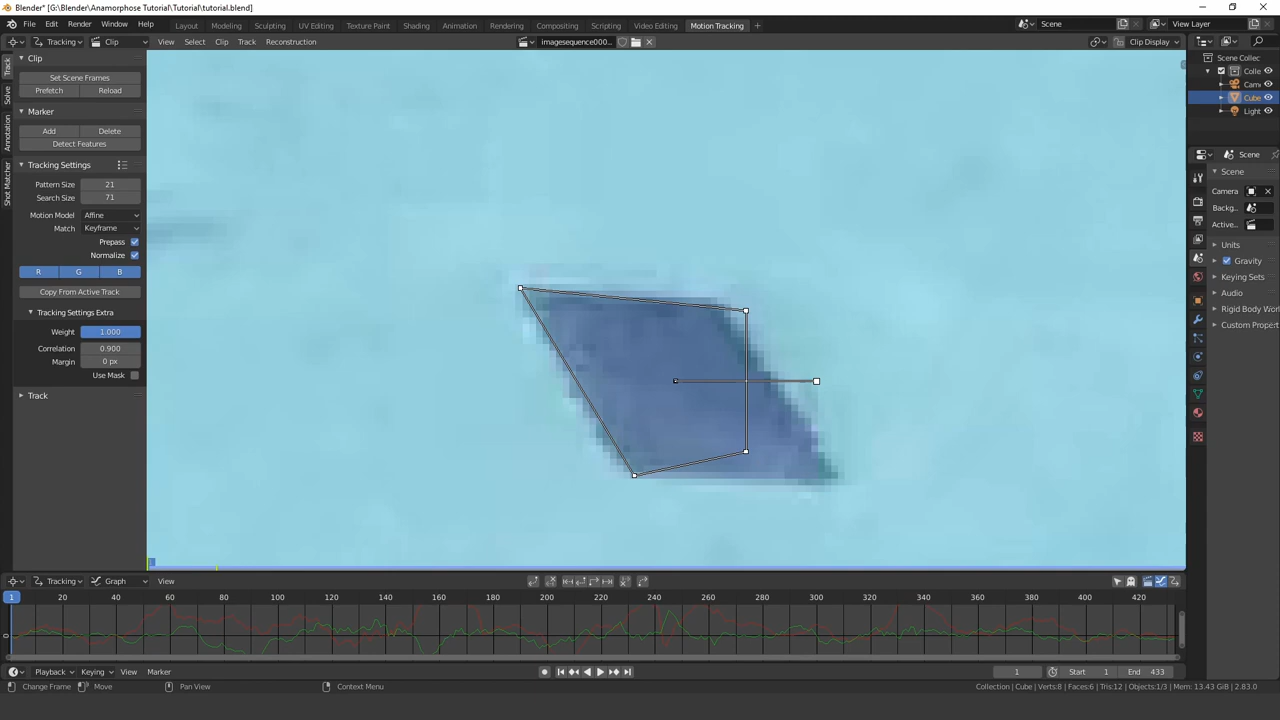 Blender* [G:\Blender\Anamorphose Tutorial\Tutorial\tutorial.blend]
File Edit Render Window Help Layout Modeling Sculpting UV Editing Texture Paint Shading Animation Rendering Compositing Scripting Video Editing Motion Tracking + Scene View Layer
Tracking Clip View Select Clip Track Reconstruction imagesequence000... Clip Display
Track
Solve
Annotation
Shot Matcher
Clip
Set Scene Frames
Prefetch Reload
Marker
Add Delete
Detect Features
Tracking Settings
Pattern Size 21
Search Size 71
Motion Model Affine
Match Keyframe
Prepass
Normalize
R G B
Copy From Active Track
Tracking Settings Extra
Weight 1.000
Correlation 0.900
Margin 0 px
Use Mask
Track
Scene Collec
Colle
Cam
Cube
Light
Scene
Scene
Camera
Backg...
Active...
Units
Gravity
Keying Sets
Audio
Rigid Body Worl
Custom Propert
Tracking Graph View
1 20 40 60 80 100 120 140 160 180 200 220 240 260 280 300 320 340 360 380 400 420
0
Playback Keying View Marker 1 Start 1 End 433
Change Frame Move Pan View Context Menu Collection | Cube | Verts:8 | Faces:6 | Tris:12 | Objects:1/3 | Mem: 13.43 GiB | 2.83.0